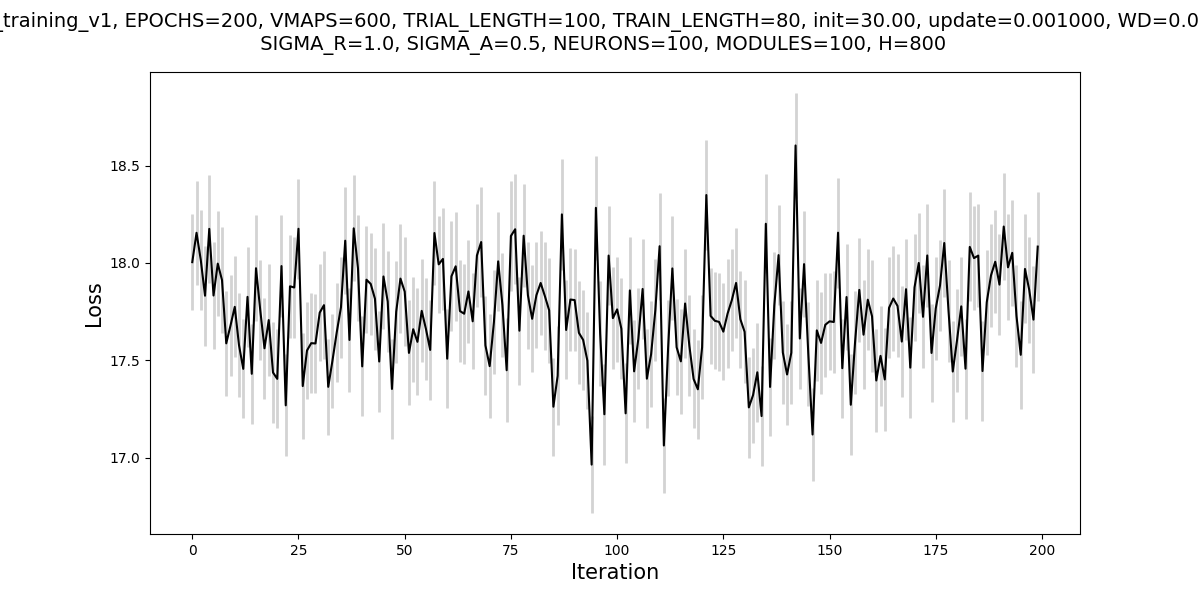 _training_v1, EPOCHS=200, VMAPS=600, TRIAL_LENGTH=100, TRAIN_LENGTH=80, init=30.00, update=0.001000, WD=0.0
SIGMA_R=1.0, SIGMA_A=0.5, NEURONS=100, MODULES=100, H=800
18.5
18.0
17.5
17.0
Loss
0 25 50 75 100 125 150 175 200
Iteration